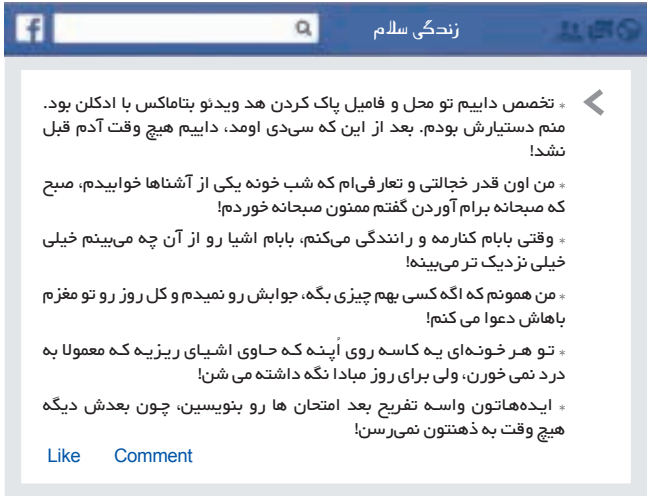 f
زندگی سلام
* تخصص داییم تو محل و فامیل پاک کردن هد ویدئو بتاماکس با ادکلن بود.
منم دستیارش بودم. بعد از این که سی‌دی اومد، داییم هیچ وقت آدم قبل
نشد!
* من اون قدر خجالتی و تعارفی‌ام که شب خونه یکی از آشناها خوابیدم، صبح
که صبحانه برام آوردن گفتم ممنون صبحانه خوردم!
* وقتی بابام کنارمه و رانندگی می‌کنم، بابام اشیا رو از آن چه می‌بینم خیلی
خیلی نزدیک تر می‌بینه!
* من همونم که اگه کسی بهم چیزی بگه، جوابش رو نمیدم و کل روز رو تو مغزم
باهاش دعوا می کنم!
* تو هر خونه‌ای یه کاسه روی اُپنه که حاوی اشیای ریزیه که معمولا به
درد نمی خورن، ولی برای روز مبادا نگه داشته می شن!
* ایده‌هاتون واسه تفریح بعد امتحان ها رو بنویسین، چون بعدش دیگه
هیچ وقت به ذهنتون نمی‌رسن!
Like Comment